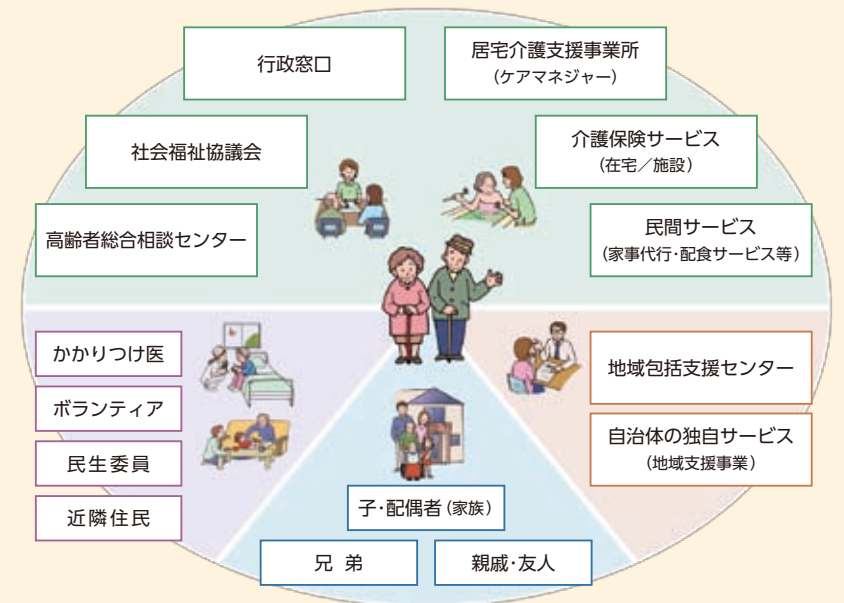 行政窓口
居宅介護支援事業所
(ケアマネジャー)
社会福祉協議会
介護保険サービス
(在宅／施設)
高齢者総合相談センター
民間サービス
(家事代行･配食サービス等)
かかりつけ医
ボランティア
民生委員
近隣住民
地域包括支援センター
自治体の独自サービス
(地域支援事業)
子･配偶者(家族)
兄 弟
親戚･友人